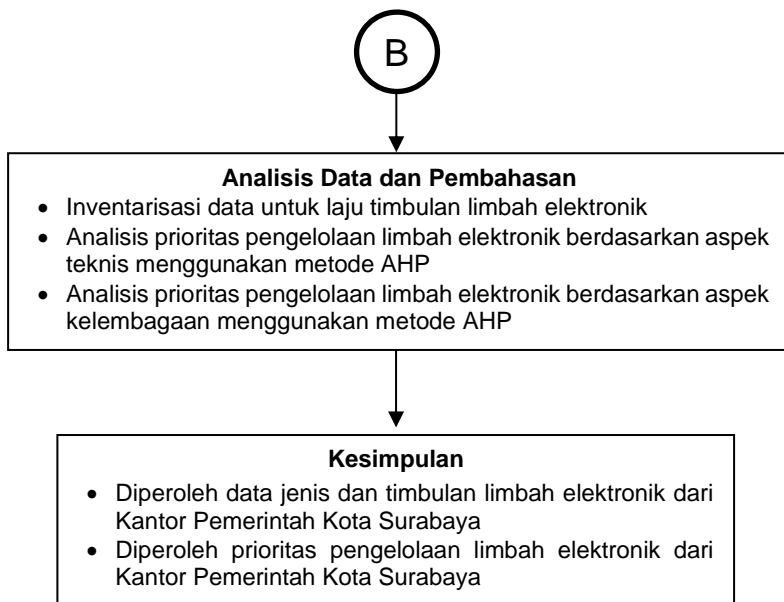 B
Analisis Data dan Pembahasan
• Inventarisasi data untuk laju timbulan limbah elektronik
• Analisis prioritas pengelolaan limbah elektronik berdasarkan aspek
teknis menggunakan metode AHP
• Analisis prioritas pengelolaan limbah elektronik berdasarkan aspek
kelembagaan menggunakan metode AHP
Kesimpulan
• Diperoleh data jenis dan timbulan limbah elektronik dari
Kantor Pemerintah Kota Surabaya
• Diperoleh prioritas pengelolaan limbah elektronik dari
Kantor Pemerintah Kota Surabaya